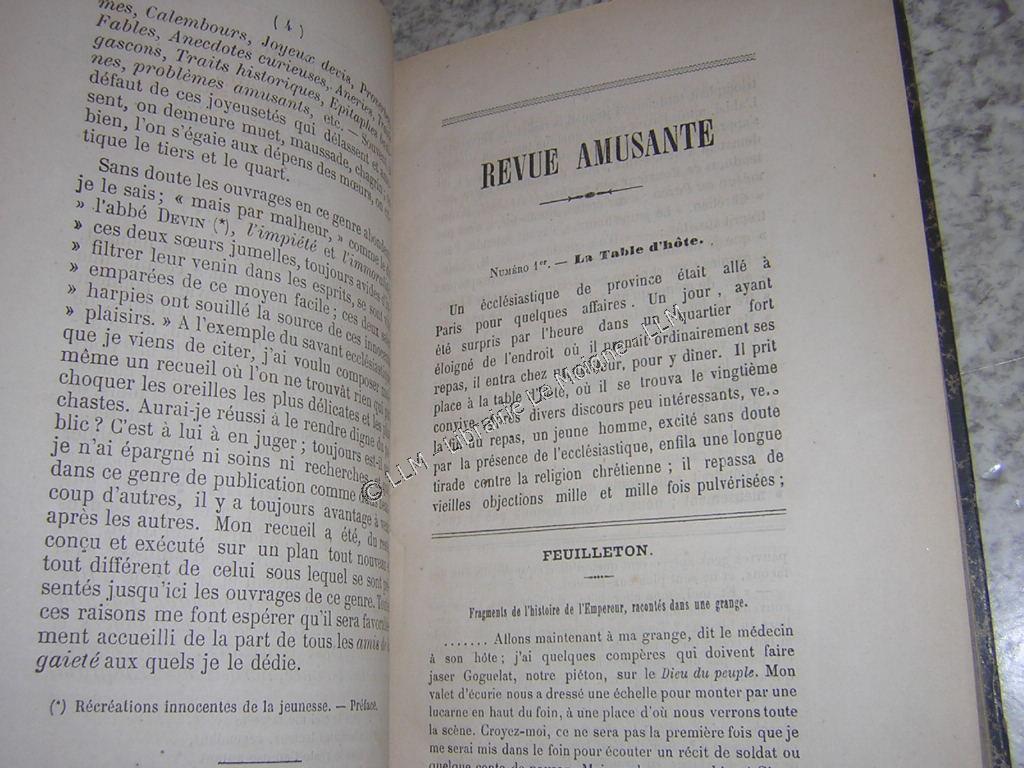 ( 4 )
mes, Calembours, Joyeux devis,
Fables, Anecdotes curieuses, Aneries,
gascons, Traits historiques, Epitaphes
nes, problèmes amusants, etc. —
défaut de ces joyeusetés qui délassent et
sent, on demeure muet, maussade, chagrin
bien, l'on s'égaie aux dépens des mœurs, on
tique le tiers et le quart.
Sans doute les ouvrages en ce genre abondent
je le sais; « mais par malheur, » comme le
» l'abbé DEVIN (*), l'impiété et
» ces deux sœurs jumelles, toujours avides
» filtrer leur venin dans les esprits, se sont
» emparées de ce moyen facile; ces deux
» harpies ont souillé la source de ces innocens
» plaisirs. » A l'exemple du savant ecclésiastique
que je viens de citer, j'ai voulu composer moi-
même un recueil où l'on ne trouvât rien qui
choquer les oreilles les plus délicates et les plus
chastes. Aurai-je réussi à le rendre digne du
blic? C'est à lui à en juger; toujours est-il
je n'ai épargné ni soins ni recherches.
dans ce genre de publication comme dans
coup d'autres, il y a toujours avantage à
après les autres. Mon recueil a été, du
conçu et exécuté sur un plan tout nouveau
tout différent de celui sous lequel se sont
sentés jusqu'ici les ouvrages de ce genre.
ces raisons me font espérer qu'il sera
ment accueilli de la part de tous les amis de la
gaieté aux quels je le dédie.
(*) Récréations innocentes de la jeunesse. — Préface.
REVUE AMUSANTE
NUMÉRO 1er. — La Table d'hôte.
Un ecclésiastique de province était allé à
Paris pour quelques affaires. Un jour, ayant
été surpris par l'heure dans un quartier fort
éloigné de l'endroit où il prenait ordinairement ses
repas, il entra chez un traiteur, pour y dîner. Il prit
place à la table d'hôte, où il se trouva le vingtième
convive. Après divers discours peu intéressants, vers
la fin du repas, un jeune homme, excité sans doute
par la présence de l'ecclésiastique, enfila une longue
tirade contre la religion chrétienne; il repassa de
vieilles objections mille et mille fois pulvérisées;
FEUILLETON.
Fragments de l'histoire de l'Empereur, racontés dans une grange.
....... Allons maintenant à ma grange, dit le médecin
à son hôte; j'ai quelques compères qui doivent faire
jaser Goguelat, notre piéton, sur le Dieu du peuple. Mon
valet d'écurie nous a dressé une échelle pour monter par une
lucarne en haut du foin, à une place d'où nous verrons toute
la scène. Croyez-moi, ce ne sera pas la première fois que je
me serai mis dans le foin pour écouter un récit de soldat ou
quelque conte de paysan.
© LLM - Librairie Le Moigne - LLM